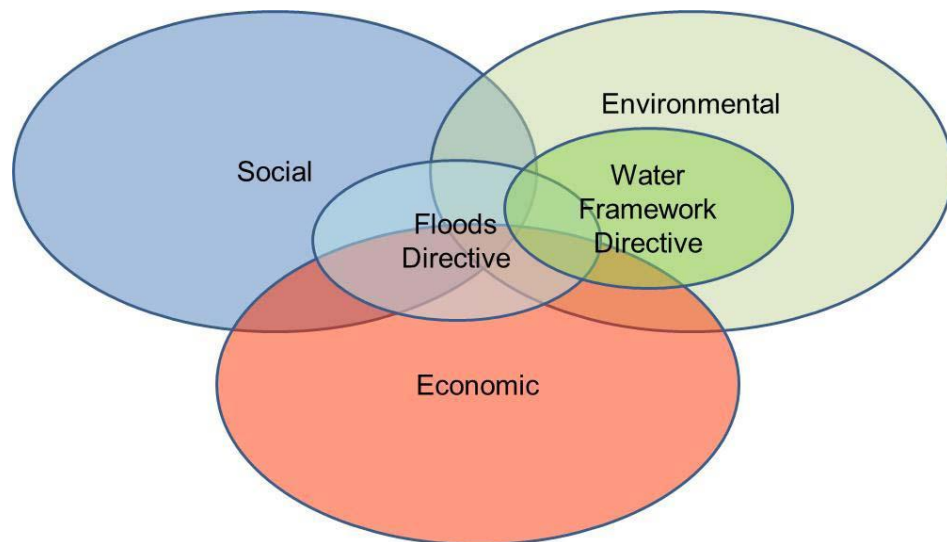 Environmental
Social
Water
Framework
Directive
Floods
Directive
Economic